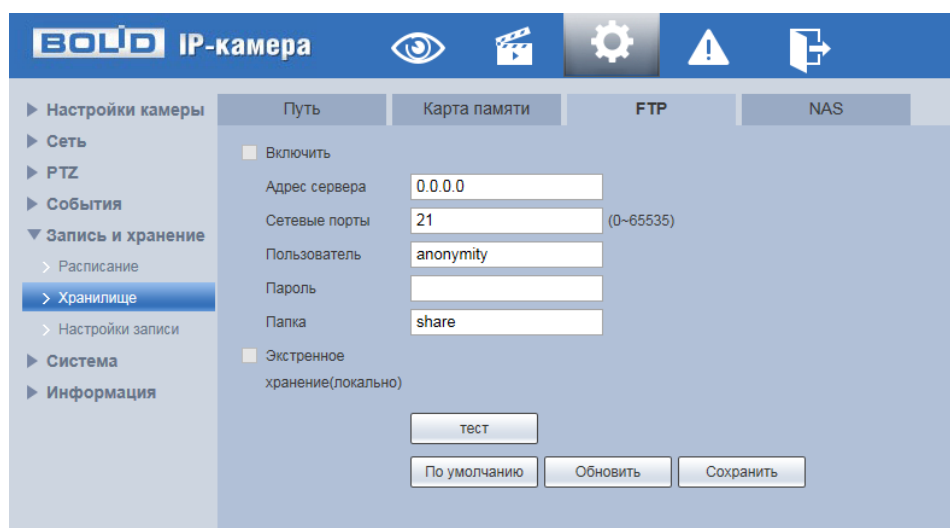 BOLID IP-камера
Настройки камеры
Сеть
PTZ
События
Запись и хранение
Расписание
Хранилище
Настройки записи
Система
Информация
Путь
Карта памяти
FTP
NAS
Включить
Адрес сервера 0.0.0.0
Сетевые порты 21 (0~65535)
Пользователь anonymity
Пароль
Папка share
Экстренное
хранение(локально)
тест
По умолчанию Обновить Сохранить